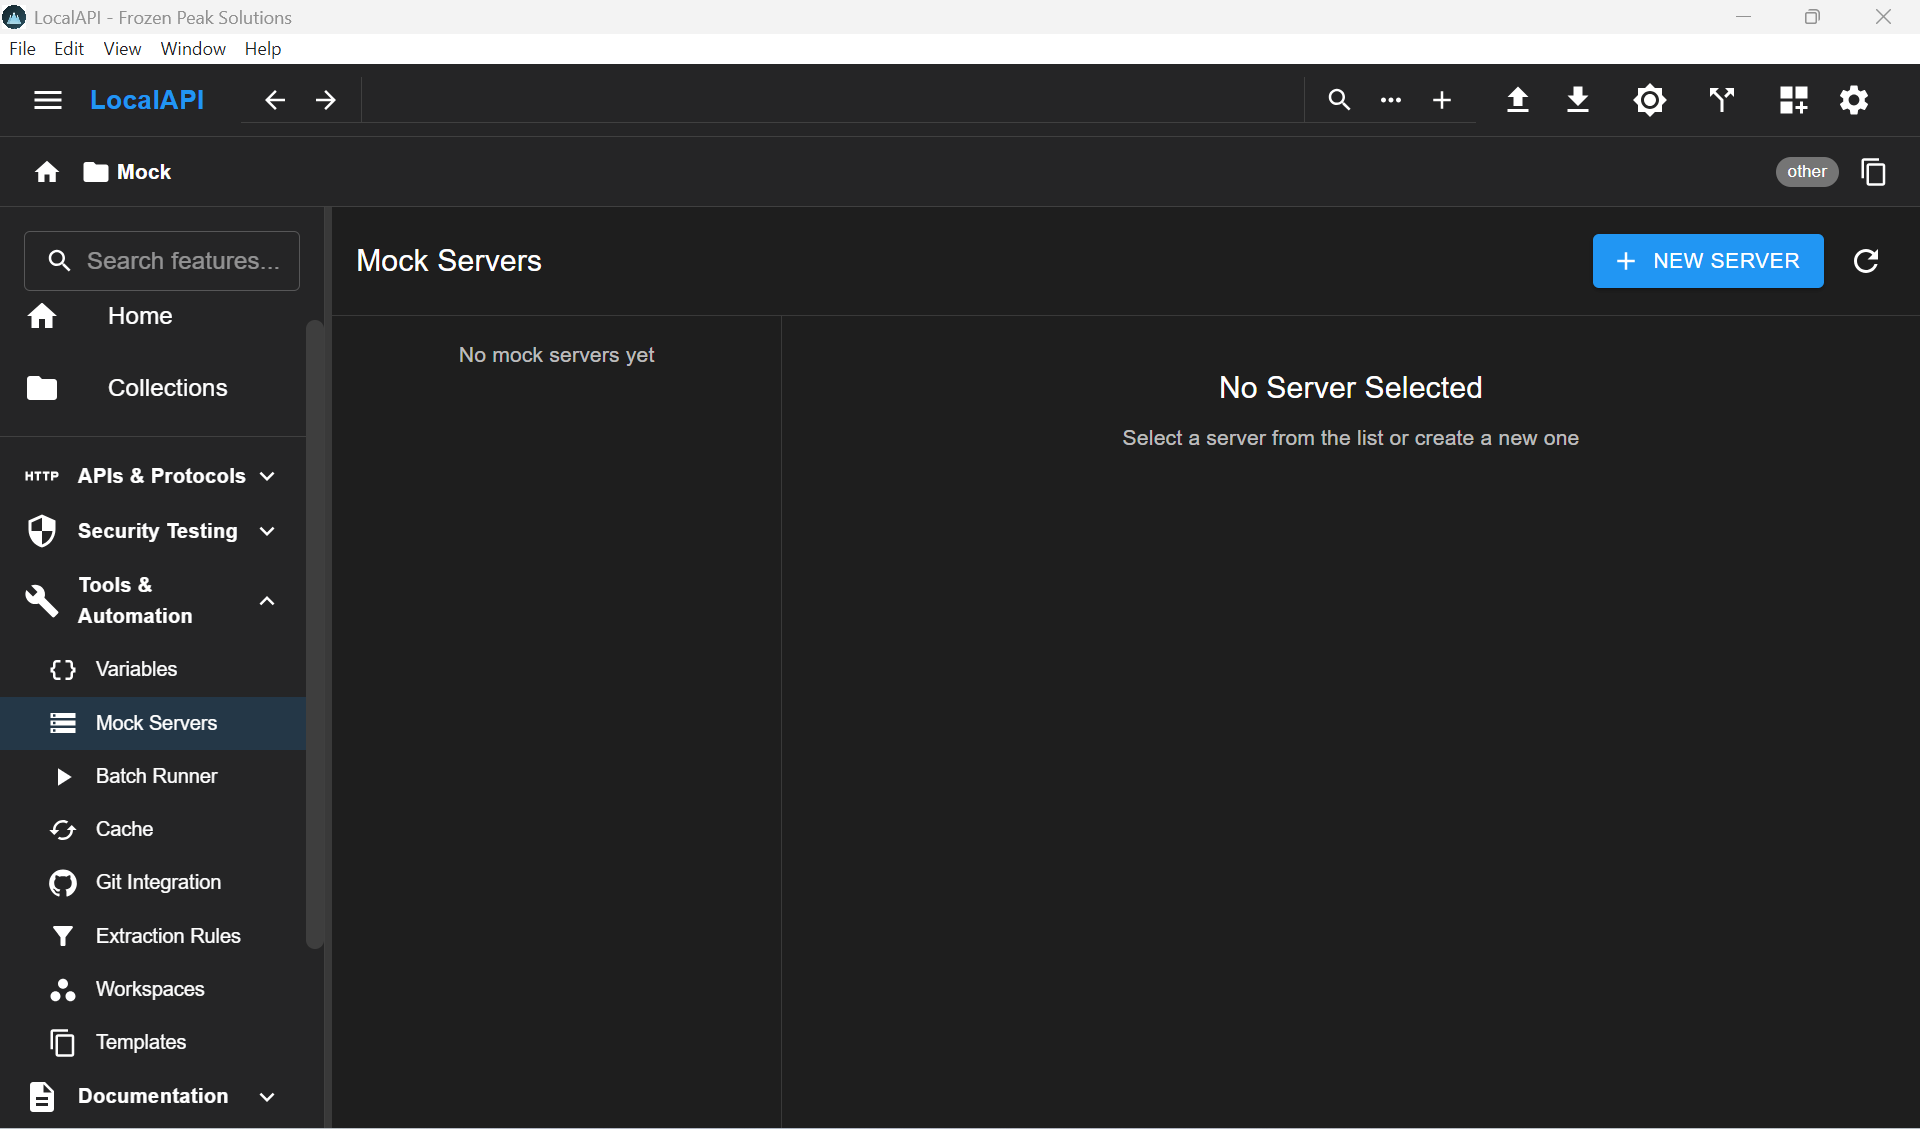 LocalAPI - Frozen Peak Solutions
File Edit View Window Help
LocalAPI
Mock
other
Search features...
Home
Collections
HTTP APIs & Protocols
Security Testing
Tools &
Automation
Variables
Mock Servers
Batch Runner
Cache
Git Integration
Extraction Rules
Workspaces
Templates
Documentation
Mock Servers
NEW SERVER
No mock servers yet
No Server Selected
Select a server from the list or create a new one